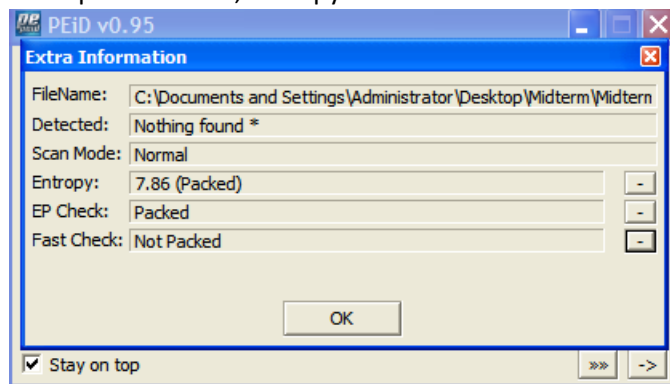 PEiD v0.95
Extra Information
FileName: C:\Documents and Settings\Administrator\Desktop\Midterm\Midterm
Detected: Nothing found *
Scan Mode: Normal
Entropy: 7.86 (Packed) -
EP Check: Packed -
Fast Check: Not Packed -
OK
Stay on top »» ->